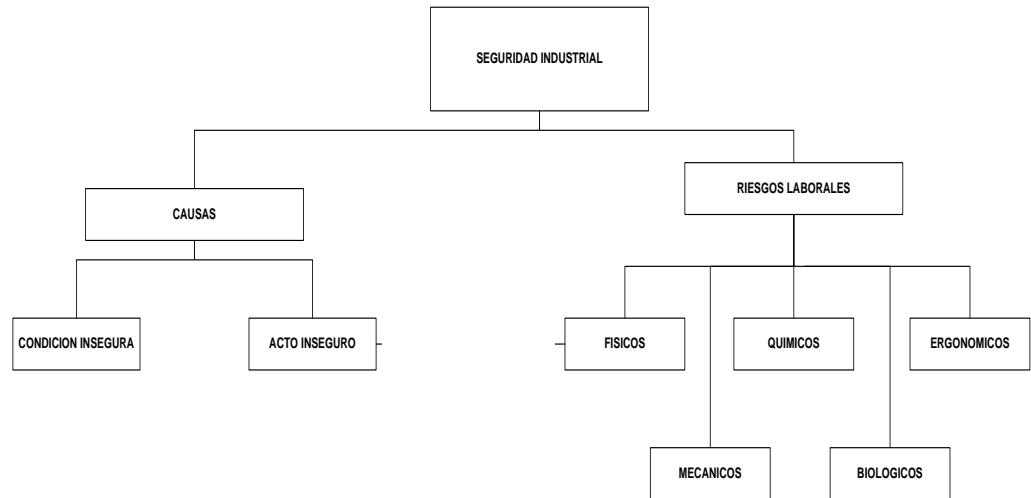 SEGURIDAD INDUSTRIAL
CAUSAS
RIESGOS LABORALES
CONDICION INSEGURA
ACTO INSEGURO
FISICOS
QUIMICOS
ERGONOMICOS
MECANICOS
BIOLOGICOS